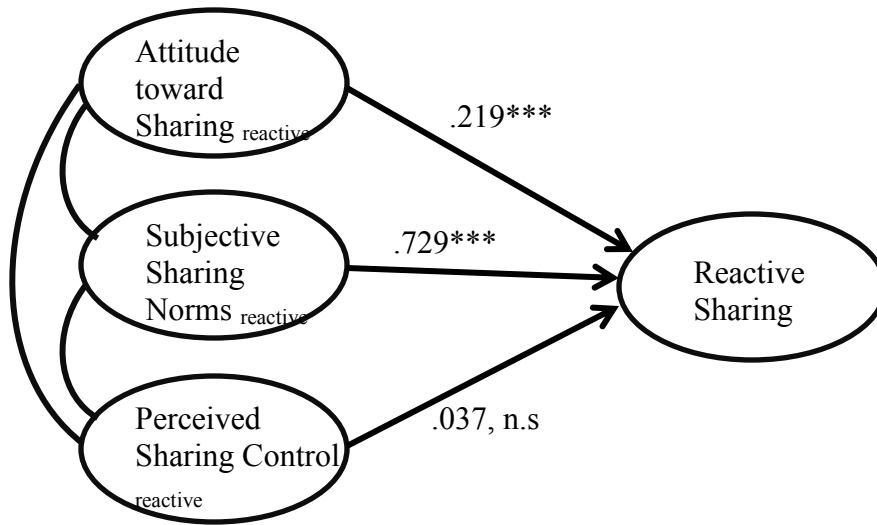 Attitude
toward
Sharing reactive
.219***
Subjective
Sharing
Norms reactive
.729***
Reactive
Sharing
Perceived
Sharing Control
reactive
.037, n.s